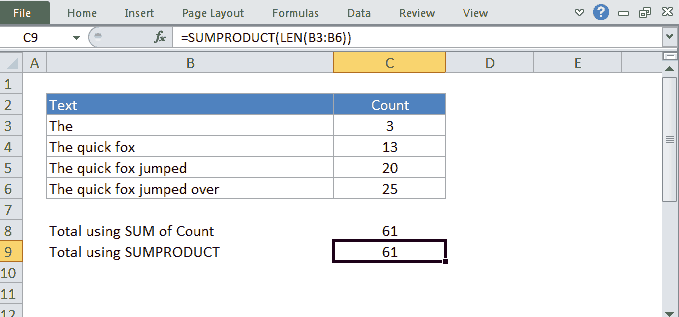 File Home Insert Page Layout Formulas Data Review View ?
C9 fx =SUMPRODUCT(LEN(B3:B6))
A B C D E
1
2 Text Count
3 The 3
4 The quick fox 13
5 The quick fox jumped 20
6 The quick fox jumped over 25
7
8 Total using SUM of Count 61
9 Total using SUMPRODUCT 61
10
11
12